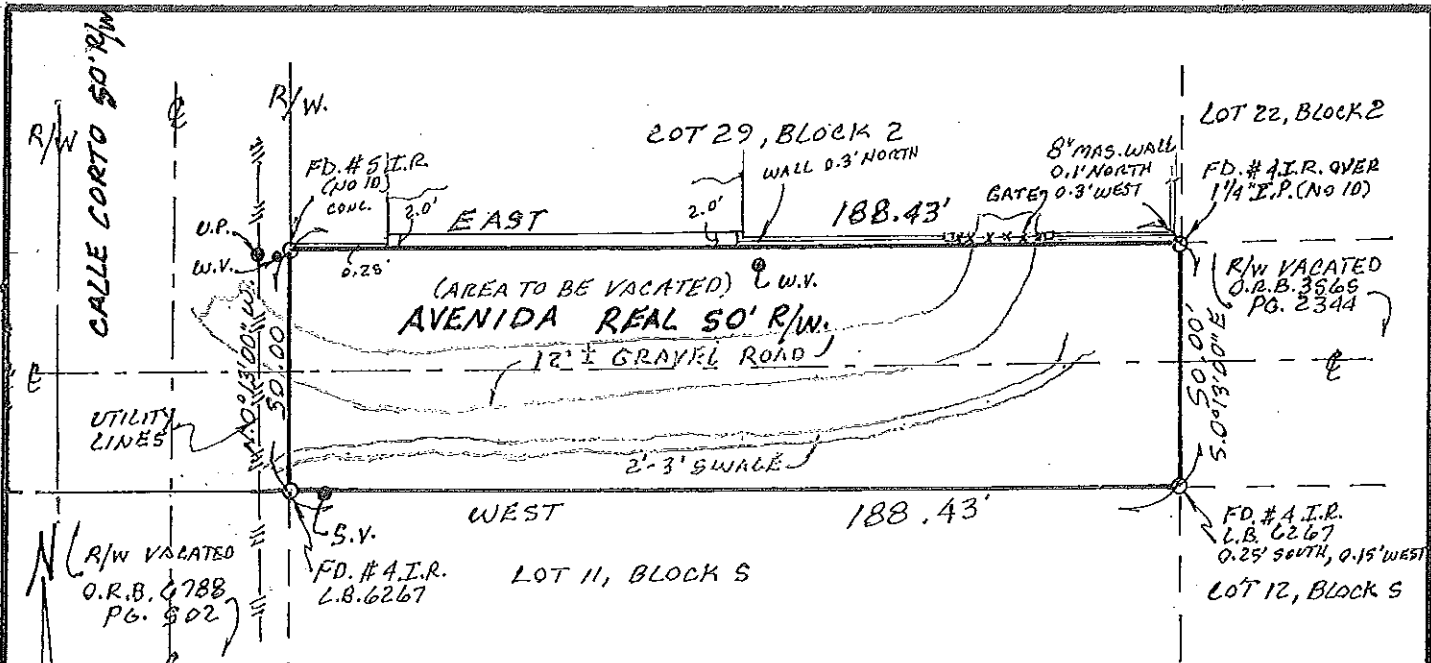 CALLE CORTO 50' R/W
R/W
℄
R/W.
LOT 29, BLOCK 2
LOT 22, BLOCK 2
FD. #5 I.R.
(NO ID)
CONC.
WALL 0.3' NORTH
8" MAS. WALL
0.1' NORTH
0.3' WEST
GATE
FD. #4 I.R. OVER
1 1/4" I.P. (NO ID)
U.P.
W.V.
2.0'
EAST
2.0'
188.43'
0.25'
(AREA TO BE VACATED)
W.V.
AVENIDA REAL 50' R/W.
R/W VACATED
O.R.B. 3565
PG. 2344
12' ± GRAVEL ROAD
℄
℄
N.0°13'00"W.
50.00
50.00'
S.0°13'00"E.
UTILITY
LINES
2'-3' SWALE
WEST
188.43'
S.V.
FD. #4 I.R.
L.B. 6267
LOT 11, BLOCK 5
FD. #4 I.R.
L.B. 6267
0.25' SOUTH, 0.15' WEST
LOT 12, BLOCK 5
N
R/W VACATED
O.R.B. 6788
PG. 502
℄